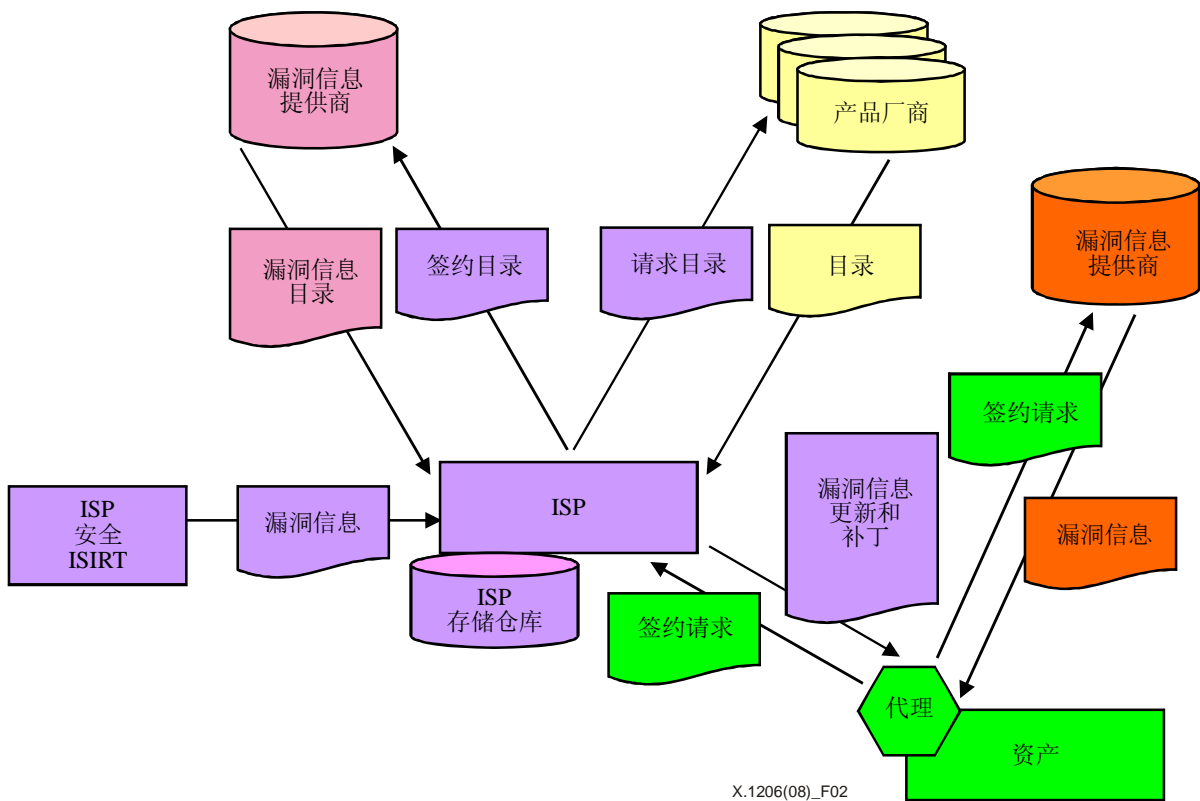 漏洞信息
提供商
产品厂商
漏洞信息
提供商
漏洞信息
目录
签约目录
请求目录
目录
签约请求
漏洞信息
更新和
补丁
ISP
安全
ISIRT
漏洞信息
ISP
漏洞信息
ISP
存储仓库
签约请求
代理
资产
X.1206(08)_F02